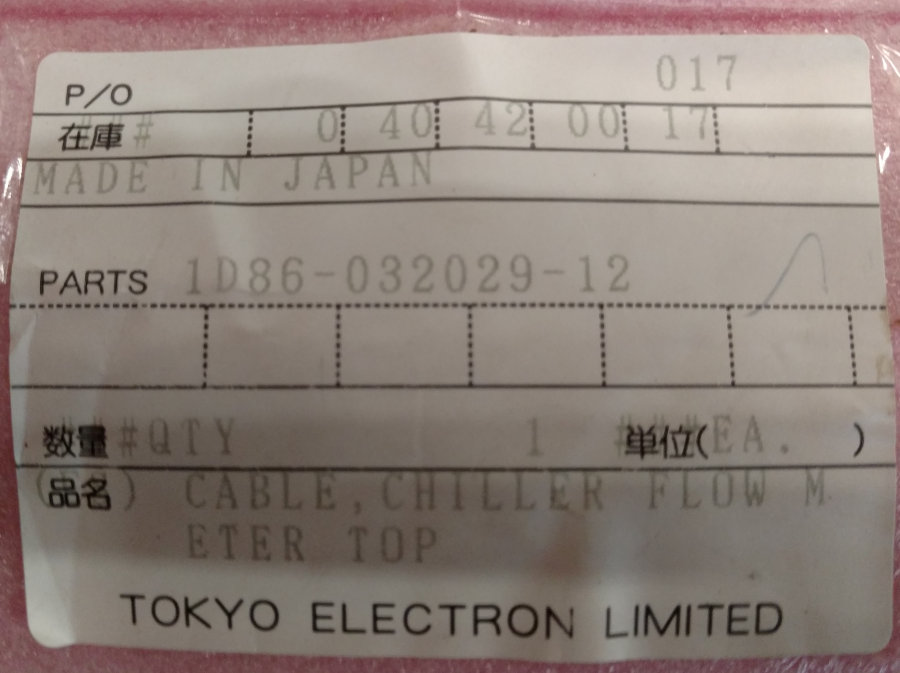 017
P/O
在庫# 0 40 42 00 17
MADE IN JAPAN
PARTS 1D86-032029-12
数量#QTY 1 単位(EA. )
(品名) CABLE,CHILLER FLOW M
ETER TOP
TOKYO ELECTRON LIMITED